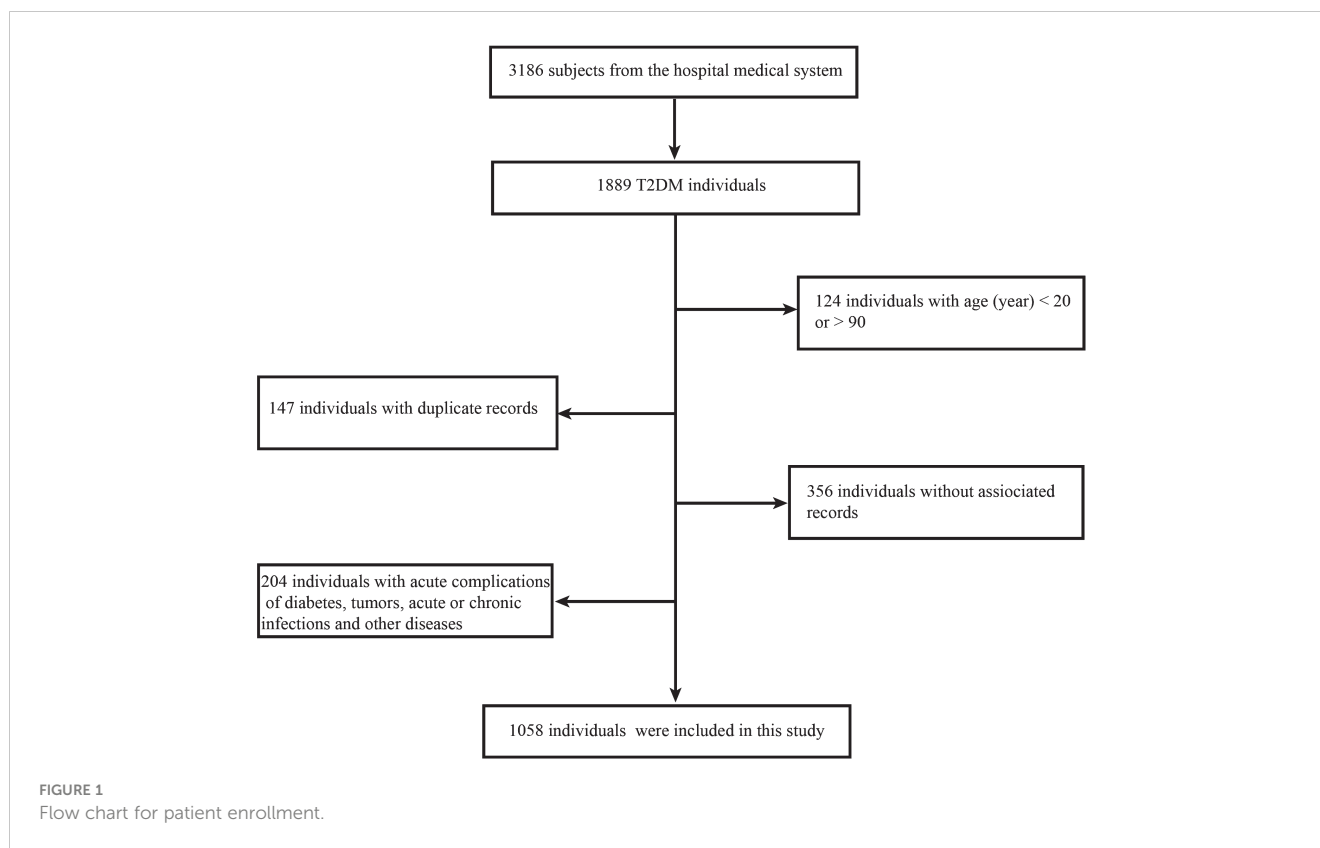 3186 subjects from the hospital medical system
1889 T2DM individuals
124 individuals with age (year) < 20
or > 90
147 individuals with duplicate records
356 individuals without assiociated
records
204 individuals with acute complications
of diabetes, tumors, acute or chronic
infections and other diseases
1058 individuals were included in this study
FIGURE 1
Flow chart for patient enrollment.